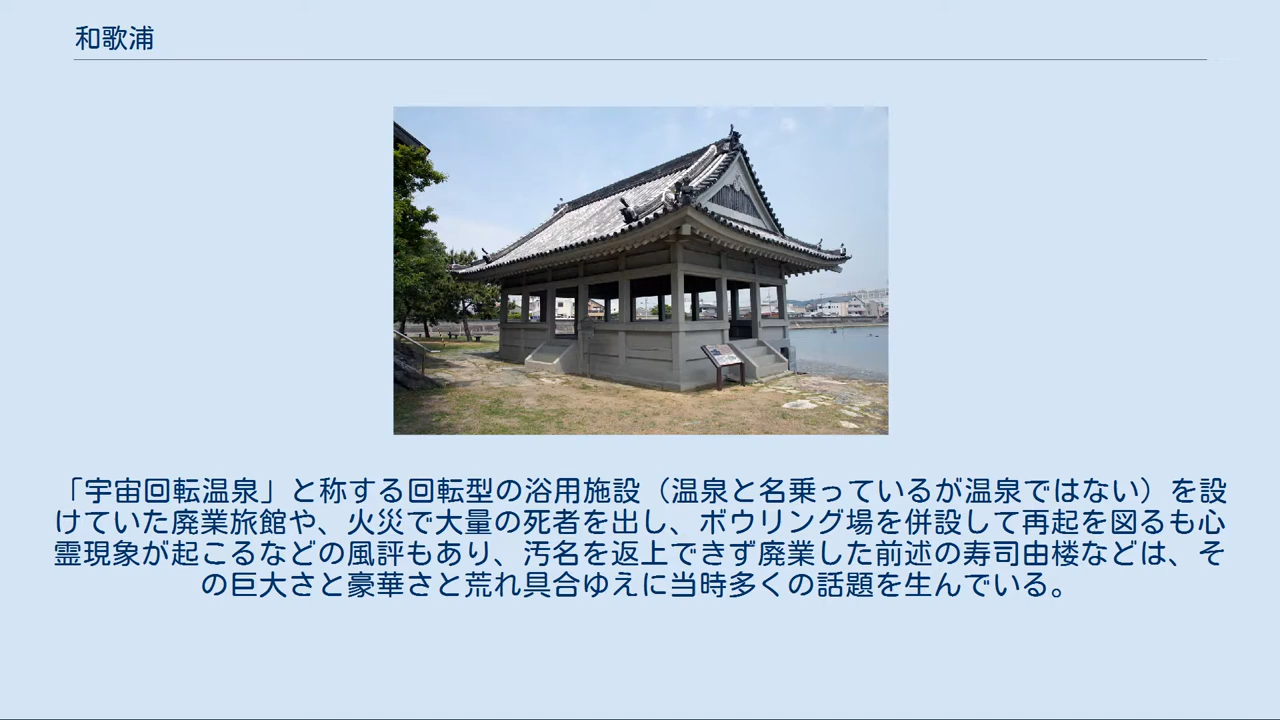 和歌浦
「宇宙回転温泉」と称する回転型の浴用施設（温泉と名乗っているが温泉ではない）を設
けていた廃業旅館や、火災で大量の死者を出し、ボウリング場を併設して再起を図るも心
霊現象が起こるなどの風評もあり、汚名を返上できず廃業した前述の寿司由楼などは、そ
の巨大さと豪華さと荒れ具合ゆえに当時多くの話題を生んでいる。